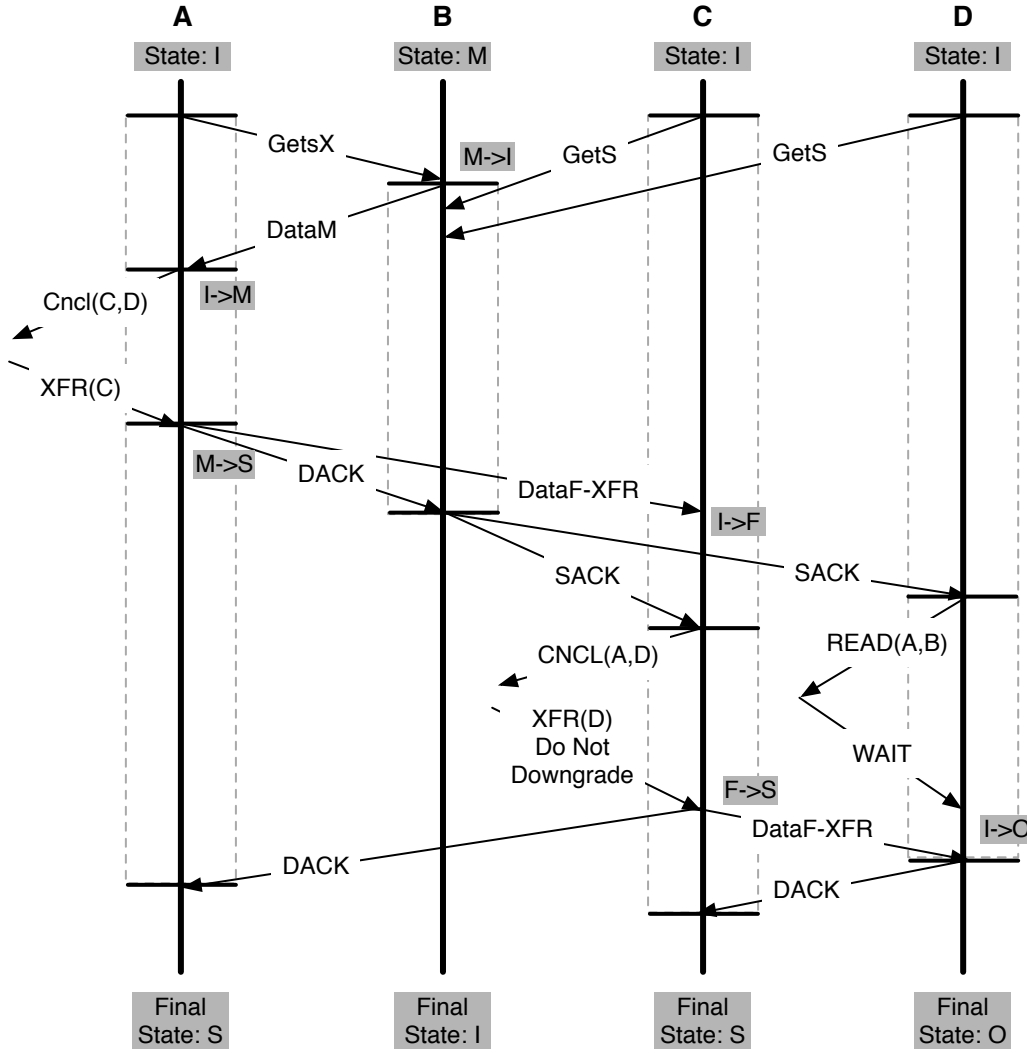 A
B
C
D
State: I
State: M
State: I
State: I
GetsX
M->I
GetS
GetS
DataM
I->M
Cncl(C,D)
XFR(C)
M->S
DACK
DataF-XFR
I->F
SACK
SACK
CNCL(A,D)
READ(A,B)
XFR(D)
Do Not
Downgrade
WAIT
F->S
DataF-XFR
I->O
DACK
DACK
Final
State: S
Final
State: I
Final
State: S
Final
State: O